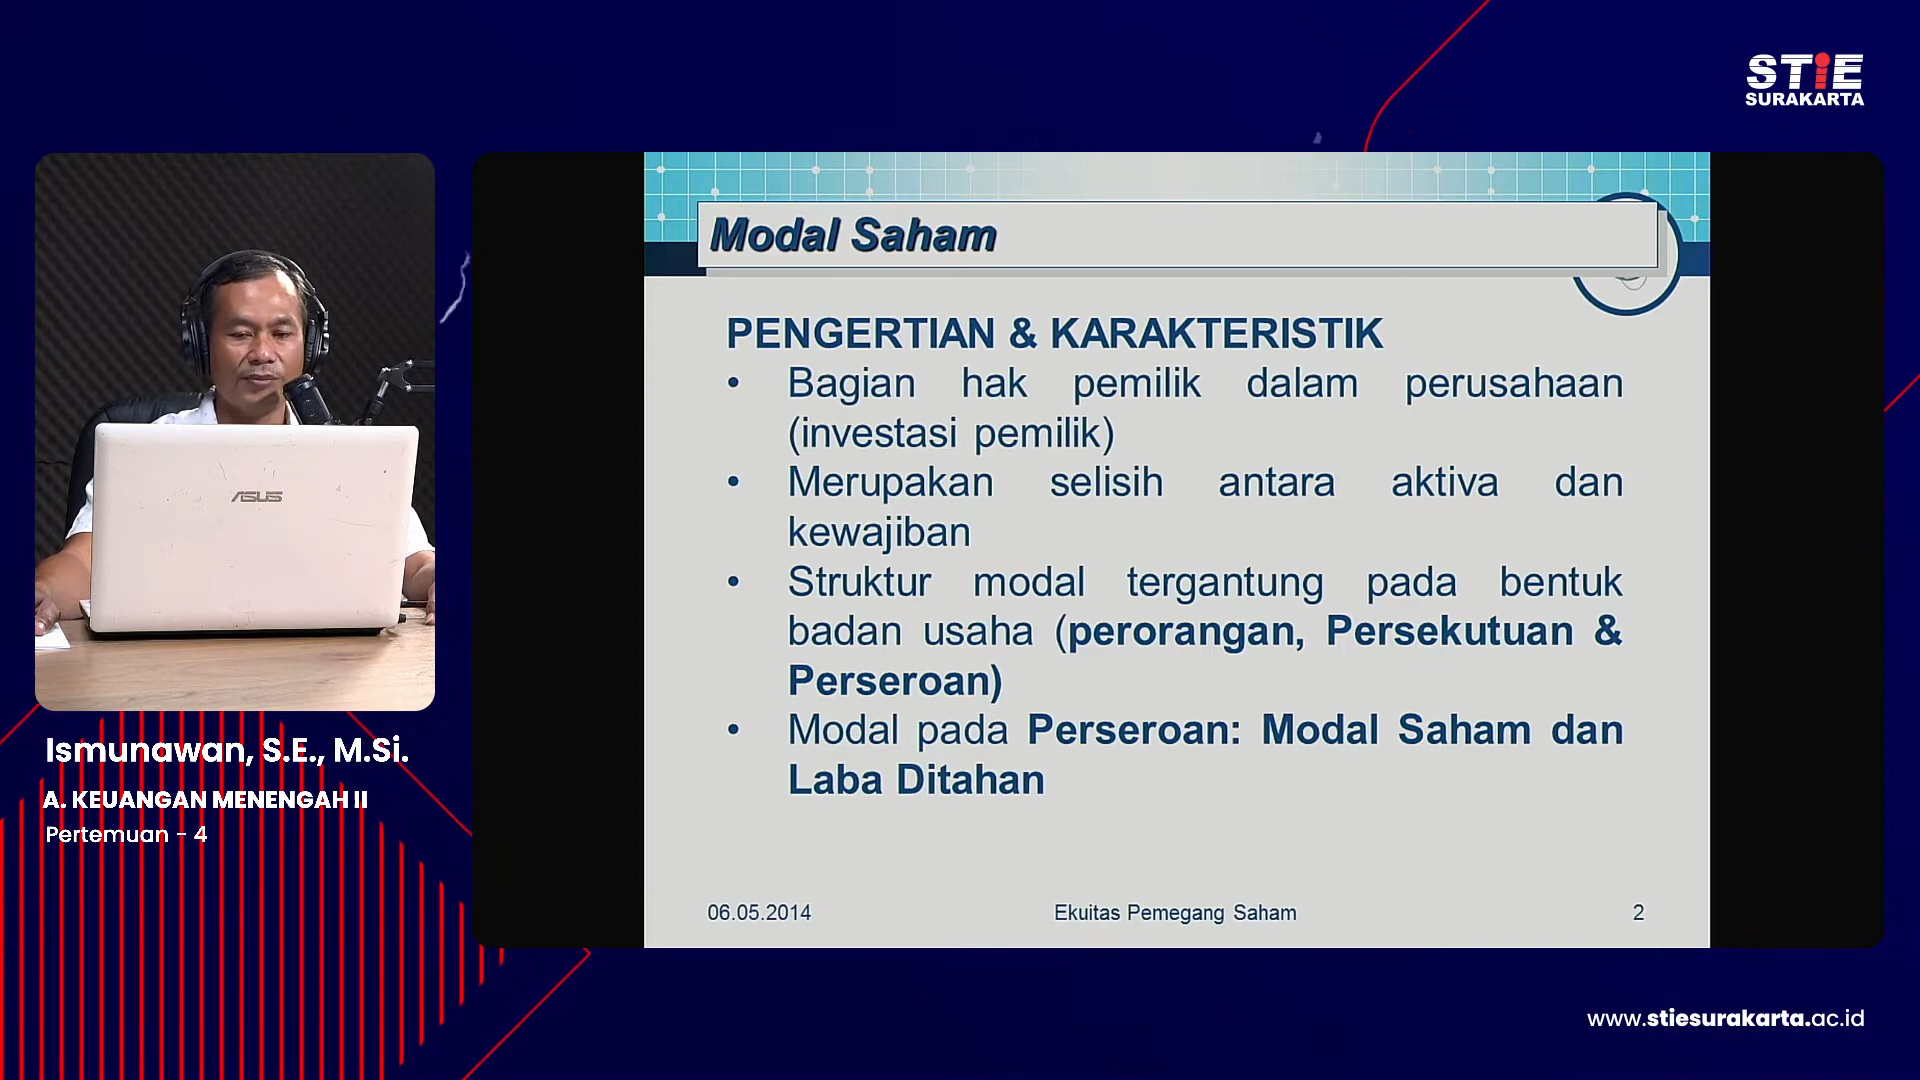 STiE
SURAKARTA
Modal Saham
PENGERTIAN & KARAKTERISTIK
• Bagian hak pemilik dalam perusahaan
(investasi pemilik)
• Merupakan selisih antara aktiva dan
kewajiban
• Struktur modal tergantung pada bentuk
badan usaha (perorangan, Persekutuan &
Perseroan)
• Modal pada Perseroan: Modal Saham dan
Laba Ditahan
06.05.2014
Ekuitas Pemegang Saham
2
ASUS
Ismunawan, S.E., M.Si.
A. KEUANGAN MENENGAH II
Pertemuan - 4
www.stiesurakarta.ac.id